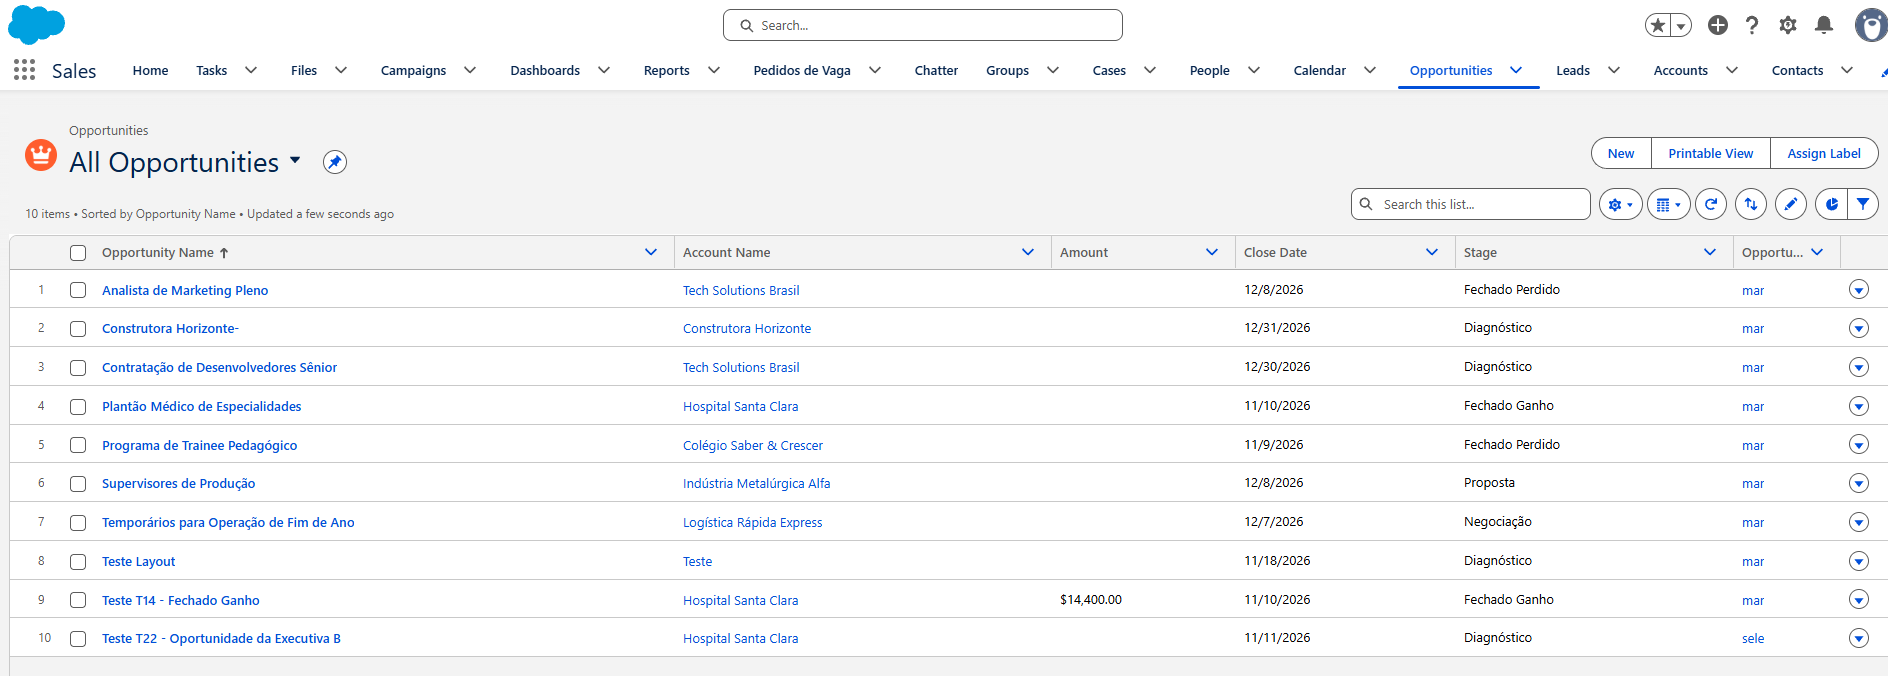 Search...
Sales Home Tasks Files Campaigns Dashboards Reports Pedidos de Vaga Chatter Groups Cases People Calendar Opportunities Leads Accounts Contacts
Opportunities
All Opportunities
New Printable View Assign Label
10 items • Sorted by Opportunity Name • Updated a few seconds ago
Search this list...
Opportunity Name ↑ Account Name Amount Close Date Stage Opportu...
1 Analista de Marketing Pleno Tech Solutions Brasil 12/8/2026 Fechado Perdido mar
2 Construtora Horizonte- Construtora Horizonte 12/31/2026 Diagnóstico mar
3 Contratação de Desenvolvedores Sênior Tech Solutions Brasil 12/30/2026 Diagnóstico mar
4 Plantão Médico de Especialidades Hospital Santa Clara 11/10/2026 Fechado Ganho mar
5 Programa de Trainee Pedagógico Colégio Saber & Crescer 11/9/2026 Fechado Perdido mar
6 Supervisores de Produção Indústria Metalúrgica Alfa 12/8/2026 Proposta mar
7 Temporários para Operação de Fim de Ano Logística Rápida Express 12/7/2026 Negociação mar
8 Teste Layout Teste 11/18/2026 Diagnóstico mar
9 Teste T14 - Fechado Ganho Hospital Santa Clara $14,400.00 11/10/2026 Fechado Ganho mar
10 Teste T22 - Oportunidade da Executiva B Hospital Santa Clara 11/11/2026 Diagnóstico sele